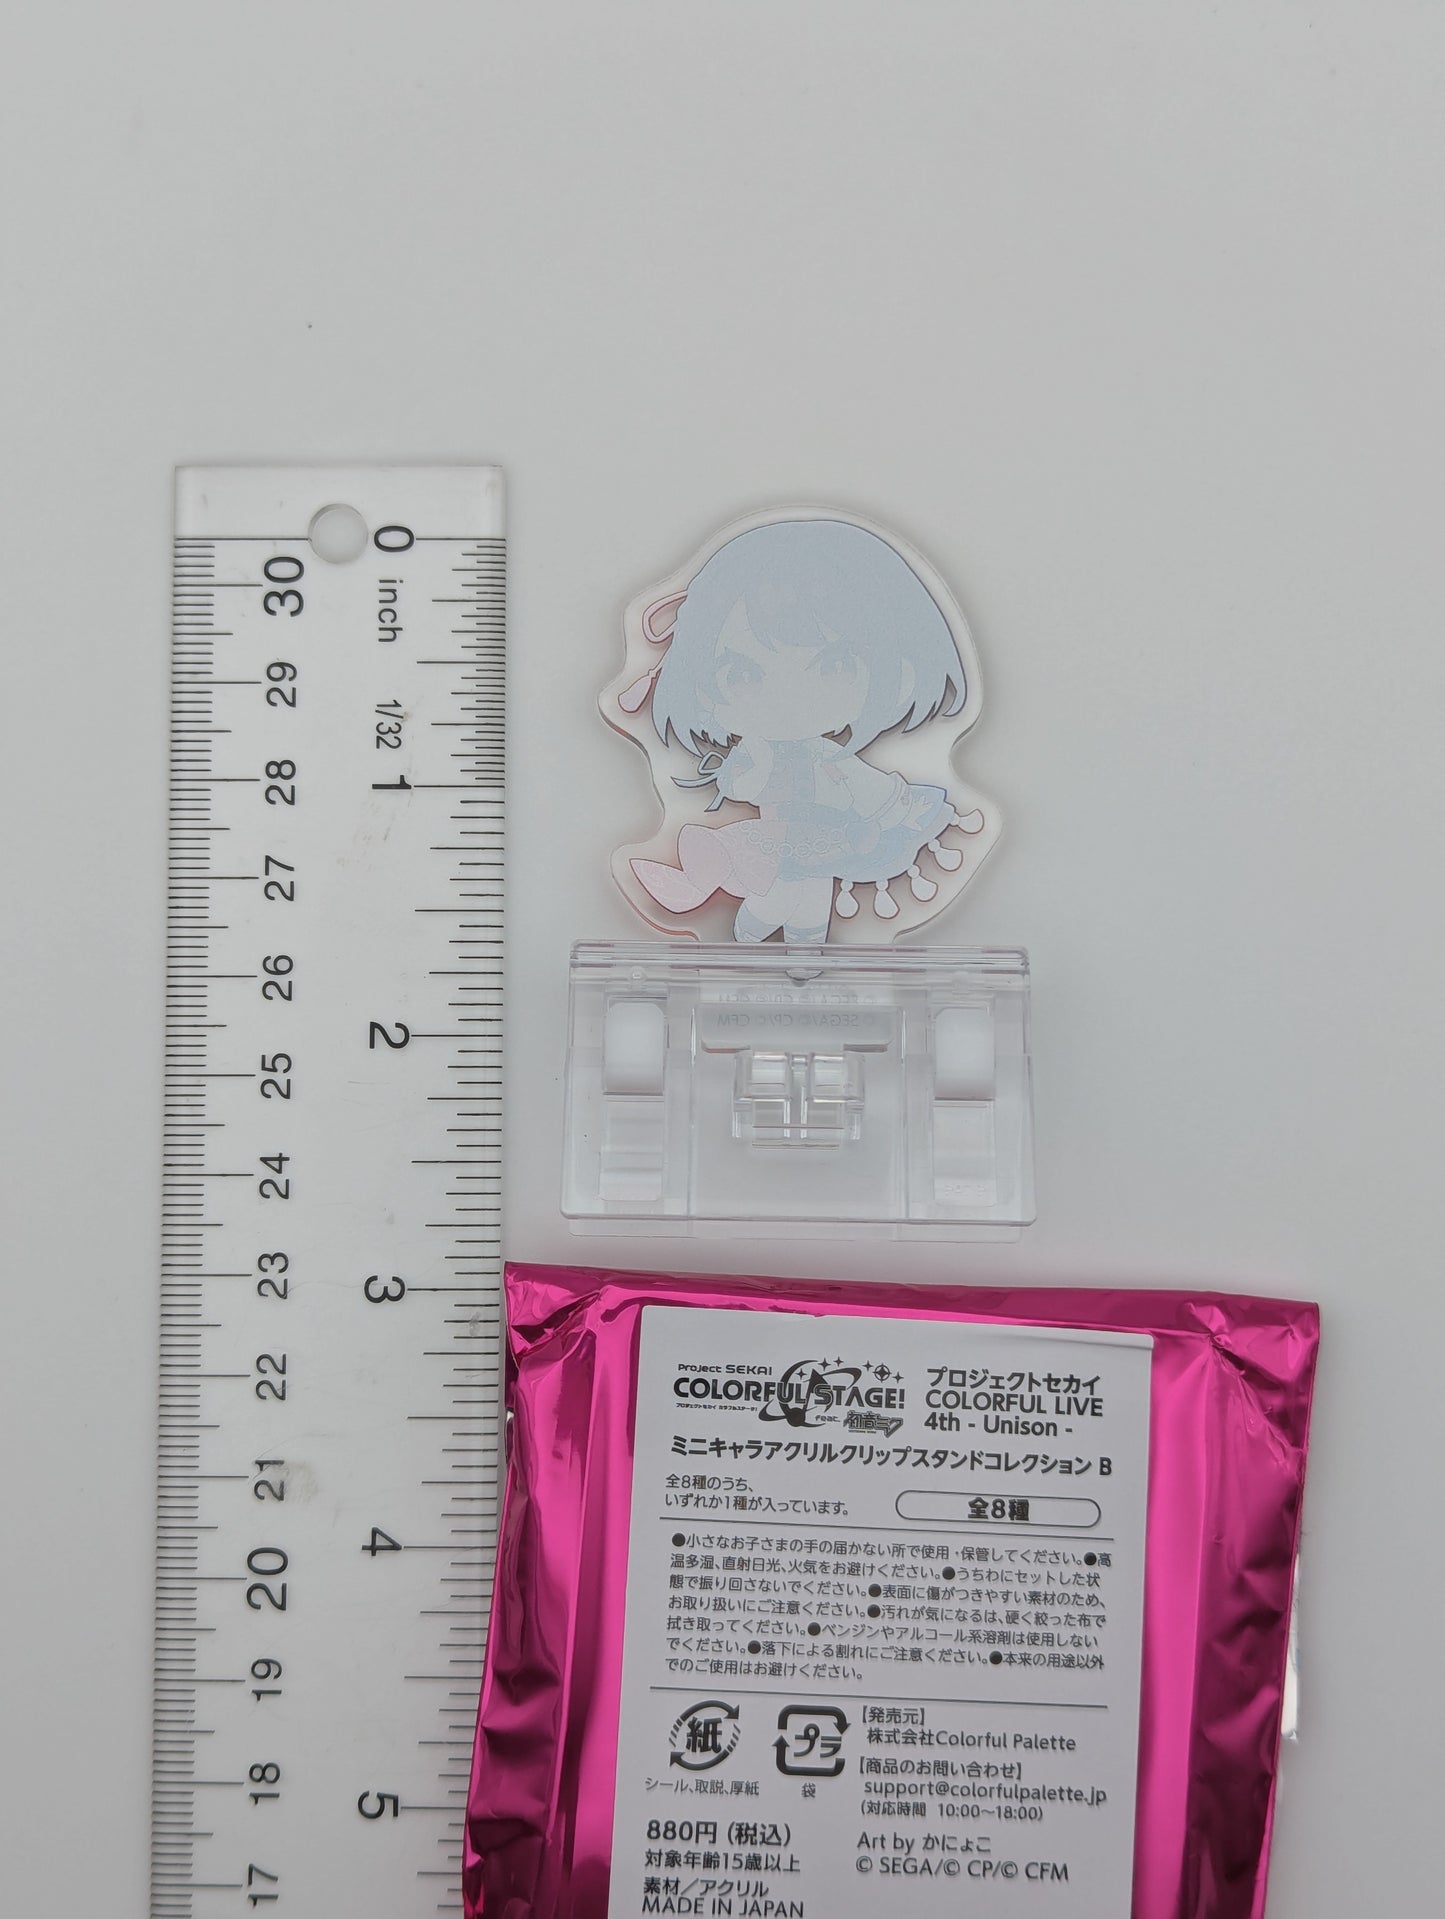 0
inch
1/32
1
2
3
4
5
30
29
28
27
26
25
24
23
22
21
20
19
18
17
© SEGA/© CP/© CFM
Project SEKAI
COLORFUL STAGE!
プロジェクトセカイ カラフルステージ!
feat. 初音ミク
プロジェクトセカイ
COLORFUL LIVE
4th - Unison -
ミニキャラアクリルクリップスタンドコレクション B
全8種のうち、
いずれか1種が入っています。
全8種
●小さなお子さまの手の届かない所で使用・保管してください。●高
温多湿、直射日光、火気をお避けください。●うちわにセットした状
態で振り回さないでください。●表面に傷がつきやすい素材のため、
お取り扱いにご注意ください。●汚れが気になるは、硬く絞った布で
拭き取ってください。●ベンジンやアルコール系溶剤は使用しない
でください。●落下による割れにご注意ください。●本来の用途以外
でのご使用はお避けください。
紙
シール、取説、厚紙
プラ
袋
【発売元】
株式会社Colorful Palette
【商品のお問い合わせ】
support@colorfulpalette.jp
(対応時間 10:00～18:00)
880円 (税込)
対象年齢15歳以上
素材／アクリル
MADE IN JAPAN
Art by かにょこ
© SEGA/© CP/© CFM